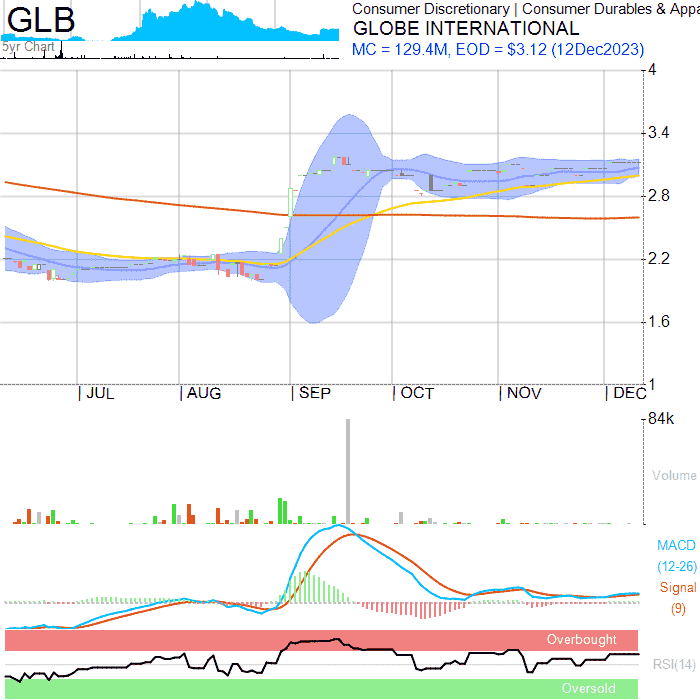 GLB
5yr Chart
Consumer Discretionary | Consumer Durables & Appa
GLOBE INTERNATIONAL
MC = 129.4M, EOD = $3.12 (12Dec2023)
4
3.4
2.8
2.2
1.6
1
JUL
AUG
SEP
OCT
NOV
DEC
84k
Volume
MACD
(12-26)
Signal
(9)
Overbought
RSI(14)
Oversold